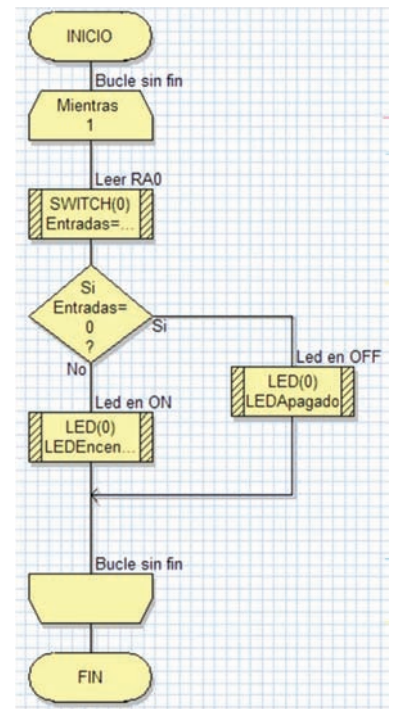 INICIO
Bucle sin fin
Mientras
1
Leer RA0
SWITCH(0)
Entradas=...
Si
Entradas=
0
?
Si
No
Led en OFF
LED(0)
LEDApagado
Led en ON
LED(0)
LEDEncen...
Bucle sin fin
FIN